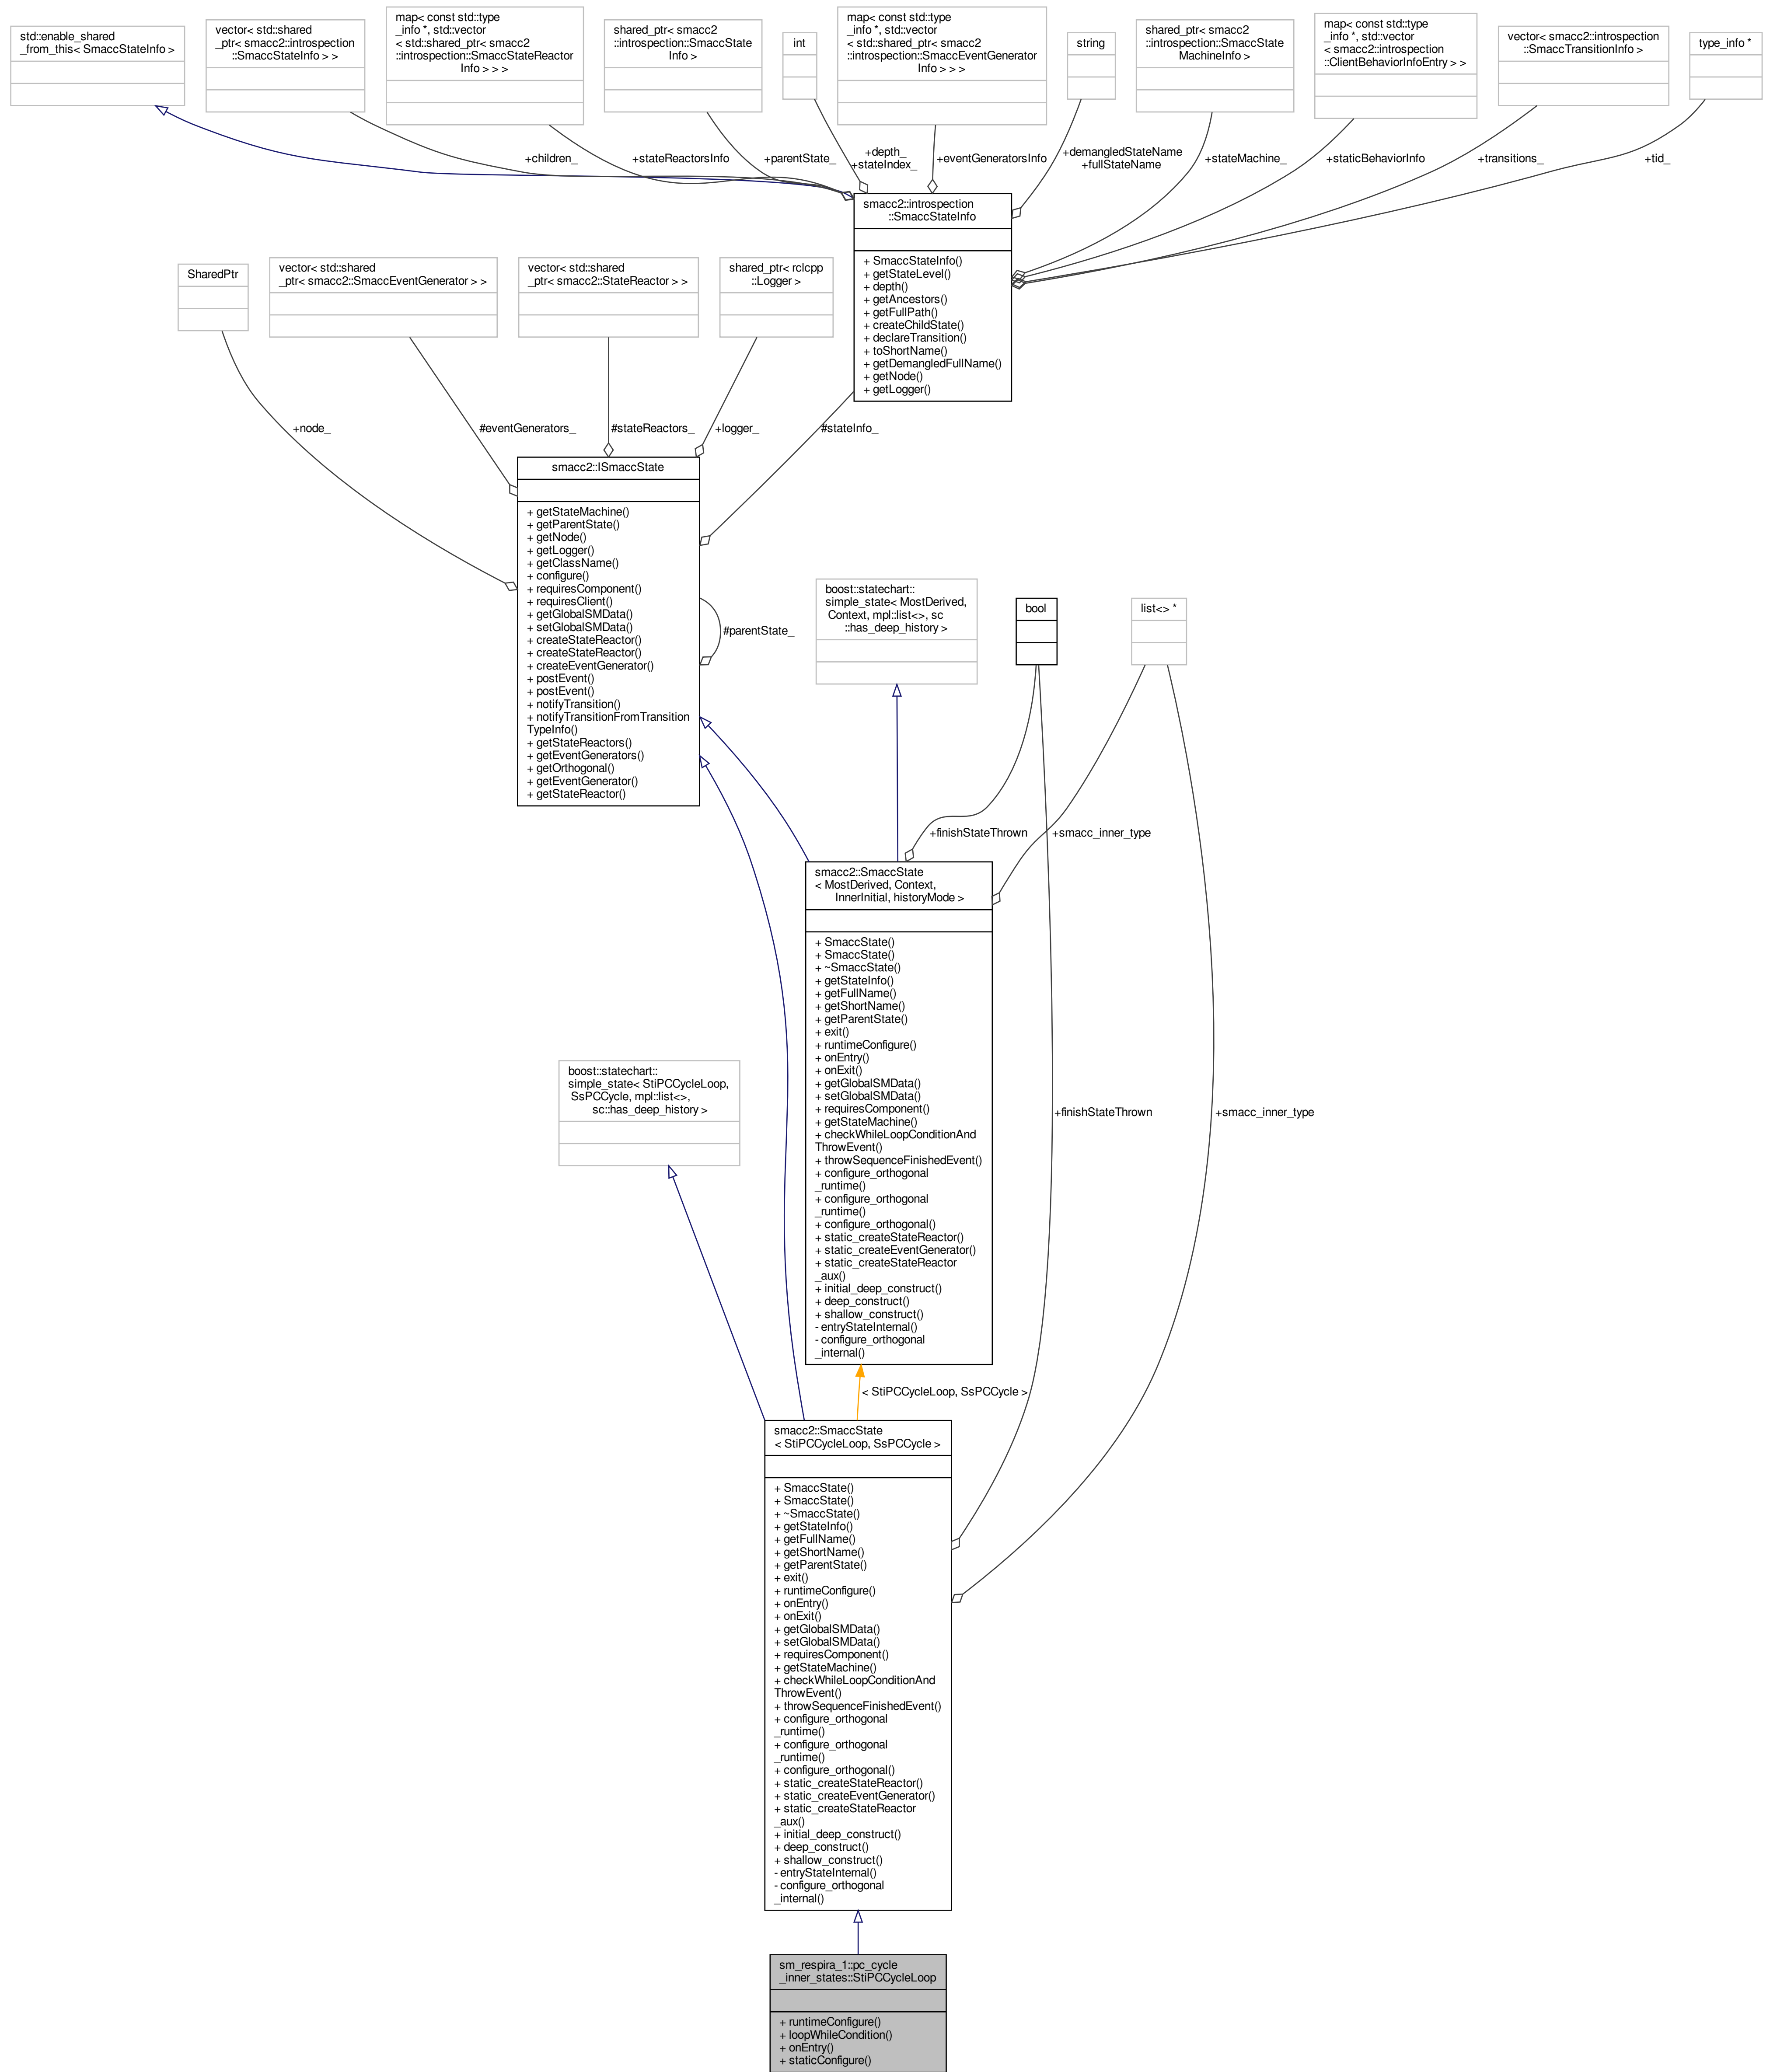 std::enable_shared
_from_this< SmaccStateInfo >
vector< std::shared
_ptr< smacc2::introspection
::SmaccStateInfo > >
map< const std::type
_info *, std::vector
< std::shared_ptr< smacc2
::introspection::SmaccStateReactor
Info > > >
shared_ptr< smacc2
::introspection::SmaccState
Info >
int
map< const std::type
_info *, std::vector
< std::shared_ptr< smacc2
::introspection::SmaccEventGenerator
Info > > >
string
shared_ptr< smacc2
::introspection::SmaccState
MachineInfo >
map< const std::type
_info *, std::vector
< smacc2::introspection
::ClientBehaviorInfoEntry > >
vector< smacc2::introspection
::SmaccTransitionInfo >
type_info *
+children_
+stateReactorsInfo
+parentState_
+depth_
+stateIndex_
+eventGeneratorsInfo
+demangledStateName
+fullStateName
+stateMachine_
+staticBehaviorInfo
+transitions_
+tid_
smacc2::introspection
::SmaccStateInfo
+ SmaccStateInfo()
+ getStateLevel()
+ depth()
+ getAncestors()
+ getFullPath()
+ createChildState()
+ declareTransition()
+ toShortName()
+ getDemangledFullName()
+ getNode()
+ getLogger()
SharedPtr
vector< std::shared
_ptr< smacc2::SmaccEventGenerator > >
vector< std::shared
_ptr< smacc2::StateReactor > >
shared_ptr< rclcpp
::Logger >
+node_
#eventGenerators_
#stateReactors_
+logger_
#stateInfo_
smacc2::ISmaccState
+ getStateMachine()
+ getParentState()
+ getNode()
+ getLogger()
+ getClassName()
+ configure()
+ requiresComponent()
+ requiresClient()
+ getGlobalSMData()
+ setGlobalSMData()
+ createStateReactor()
+ createStateReactor()
+ createEventGenerator()
+ postEvent()
+ postEvent()
+ notifyTransition()
+ notifyTransitionFromTransition
TypeInfo()
+ getStateReactors()
+ getEventGenerators()
+ getOrthogonal()
+ getEventGenerator()
+ getStateReactor()
#parentState_
boost::statechart::
simple_state< MostDerived,
Context, mpl::list<>, sc
::has_deep_history >
bool
list<> *
+finishStateThrown
+smacc_inner_type
smacc2::SmaccState
< MostDerived, Context,
InnerInitial, historyMode >
+ SmaccState()
+ SmaccState()
+ ~SmaccState()
+ getStateInfo()
+ getFullName()
+ getShortName()
+ getParentState()
+ exit()
+ runtimeConfigure()
+ onEntry()
+ onExit()
+ getGlobalSMData()
+ setGlobalSMData()
+ requiresComponent()
+ getStateMachine()
+ checkWhileLoopConditionAnd
ThrowEvent()
+ throwSequenceFinishedEvent()
+ configure_orthogonal
_runtime()
+ configure_orthogonal
_runtime()
+ configure_orthogonal()
+ static_createStateReactor()
+ static_createEventGenerator()
+ static_createStateReactor
_aux()
+ initial_deep_construct()
+ deep_construct()
+ shallow_construct()
- entryStateInternal()
- configure_orthogonal
_internal()
boost::statechart::
simple_state< StiPCCycleLoop,
SsPCCycle, mpl::list<>,
sc::has_deep_history >
+finishStateThrown
+smacc_inner_type
< StiPCCycleLoop, SsPCCycle >
smacc2::SmaccState
< StiPCCycleLoop, SsPCCycle >
+ SmaccState()
+ SmaccState()
+ ~SmaccState()
+ getStateInfo()
+ getFullName()
+ getShortName()
+ getParentState()
+ exit()
+ runtimeConfigure()
+ onEntry()
+ onExit()
+ getGlobalSMData()
+ setGlobalSMData()
+ requiresComponent()
+ getStateMachine()
+ checkWhileLoopConditionAnd
ThrowEvent()
+ throwSequenceFinishedEvent()
+ configure_orthogonal
_runtime()
+ configure_orthogonal
_runtime()
+ configure_orthogonal()
+ static_createStateReactor()
+ static_createEventGenerator()
+ static_createStateReactor
_aux()
+ initial_deep_construct()
+ deep_construct()
+ shallow_construct()
- entryStateInternal()
- configure_orthogonal
_internal()
sm_respira_1::pc_cycle
_inner_states::StiPCCycleLoop
+ runtimeConfigure()
+ loopWhileCondition()
+ onEntry()
+ staticConfigure()